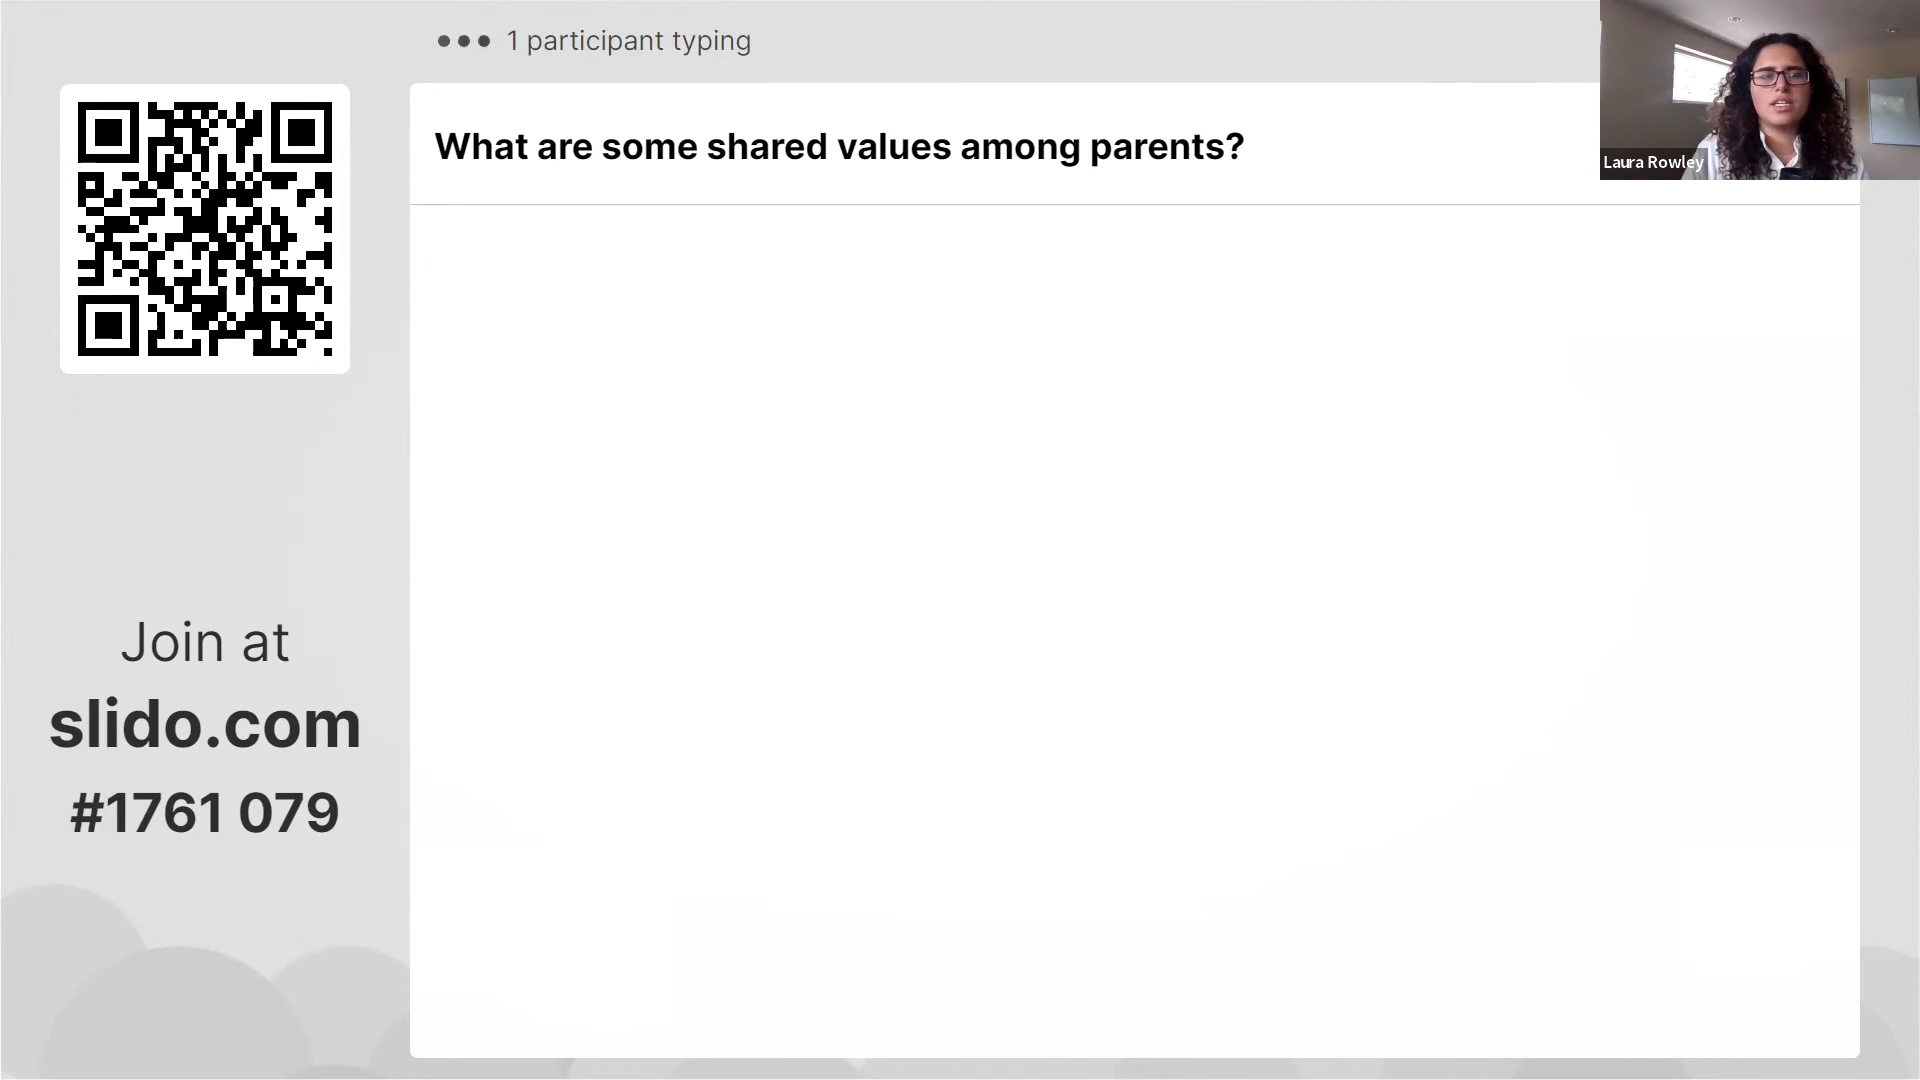 1 participant typing
What are some shared values among parents?
Laura Rowley
Join at
slido.com
#1761 079